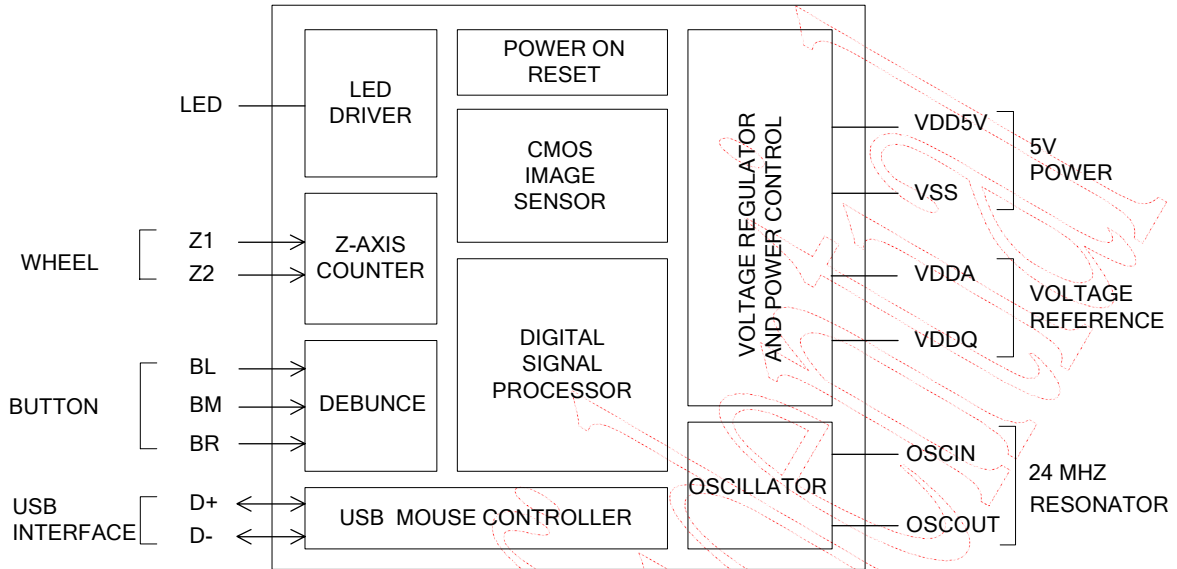 LED
WHEEL
Z1
Z2
BUTTON
BL
BM
BR
USB
INTERFACE
D+
D-
LED
DRIVER
Z-AXIS
COUNTER
DEBUNCE
USB MOUSE CONTROLLER
POWER ON
RESET
CMOS
IMAGE
SENSOR
DIGITAL
SIGNAL
PROCESSOR
VOLTAGE REGULATOR
AND POWER CONTROL
OSCILLATOR
VDD5V
VSS
5V
POWER
VDDA
VDDQ
VOLTAGE
REFERENCE
OSCIN
OSCOUT
24 MHZ
RESONATOR